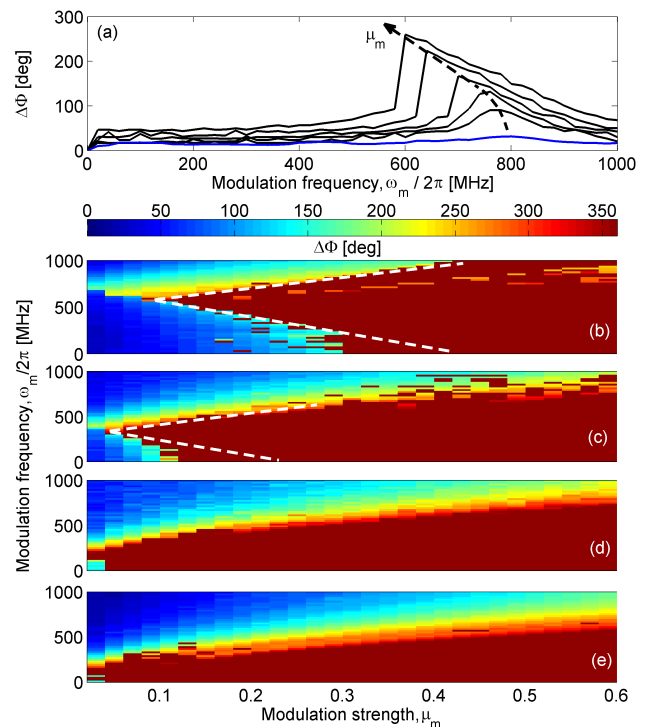 (a)
μm
300
200
100
0
ΔΦ [deg]
0 200 400 600 800 1000
Modulation frequency, ωm / 2π [MHz]
0 50 100 150 200 250 300 350
ΔΦ [deg]
1000
500
0
(b)
1000
500
0
(c)
Modulation frequency, ωm/2π [MHz]
1000
500
0
(d)
1000
500
0
(e)
0.1 0.2 0.3 0.4 0.5 0.6
Modulation strength, μm